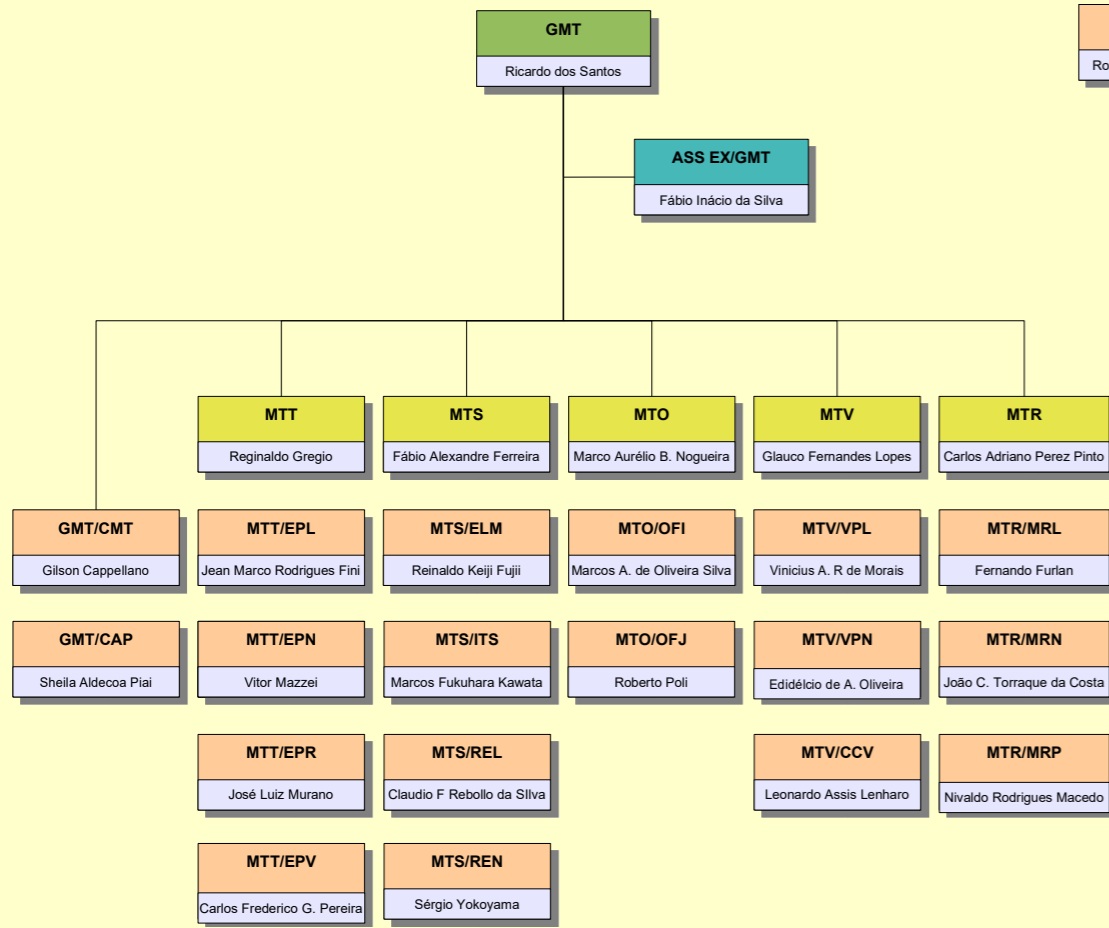 GMT
Ricardo dos Santos
ASS EX/GMT
Fábio Inácio da Silva
MTT
Reginaldo Gregio
MTS
Fábio Alexandre Ferreira
MTO
Marco Aurélio B. Nogueira
MTV
Glauco Fernandes Lopes
MTR
Carlos Adriano Perez Pinto
GMT/CMT
Gilson Cappellano
MTT/EPL
Jean Marco Rodrigues Fini
MTS/ELM
Reinaldo Keiji Fujii
MTO/OFI
Marcos A. de Oliveira Silva
MTV/VPL
Vinicius A. R de Morais
MTR/MRL
Fernando Furlan
GMT/CAP
Sheila Aldecoa Piai
MTT/EPN
Vitor Mazzei
MTS/ITS
Marcos Fukuhara Kawata
MTO/OFJ
Roberto Poli
MTV/VPN
Edidélcio de A. Oliveira
MTR/MRN
João C. Torraque da Costa
MTT/EPR
José Luiz Murano
MTS/REL
Claudio F Rebollo da SIlva
MTV/CCV
Leonardo Assis Lenharo
MTR/MRP
Nivaldo Rodrigues Macedo
MTT/EPV
Carlos Frederico G. Pereira
MTS/REN
Sérgio Yokoyama